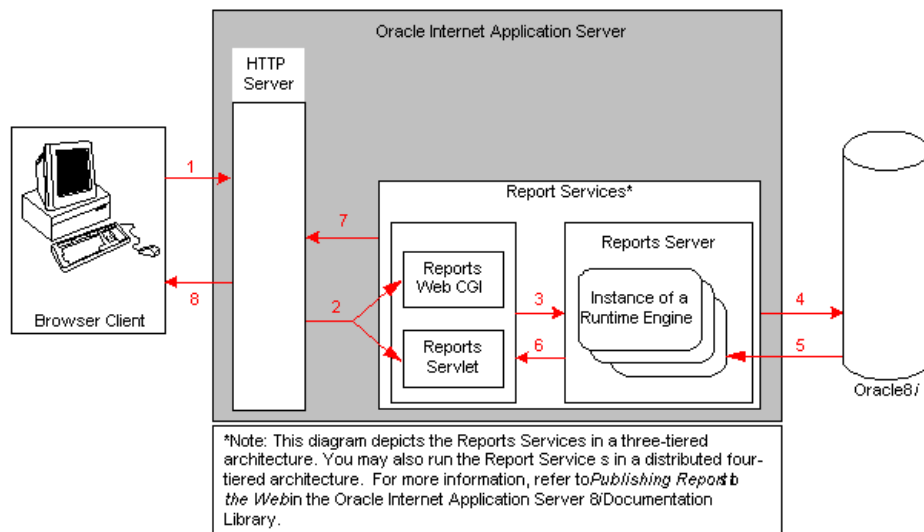 Oracle Internet Application Server
HTTP
Server
1
Report Services*
7
Reports Server
Reports
Web CGI
8
2
3
Instance of a
Runtime Engine
4
Browser Client
Reports
Servlet
6
5
Oracle8i
*Note: This diagram depicts the Reports Services in a three-tiered
architecture. You may also run the Report Service s in a distributed four-
tiered architecture. For more information, refer to Publishing Reports to
the Web in the Oracle Internet Application Server 8/Documentation
Library.